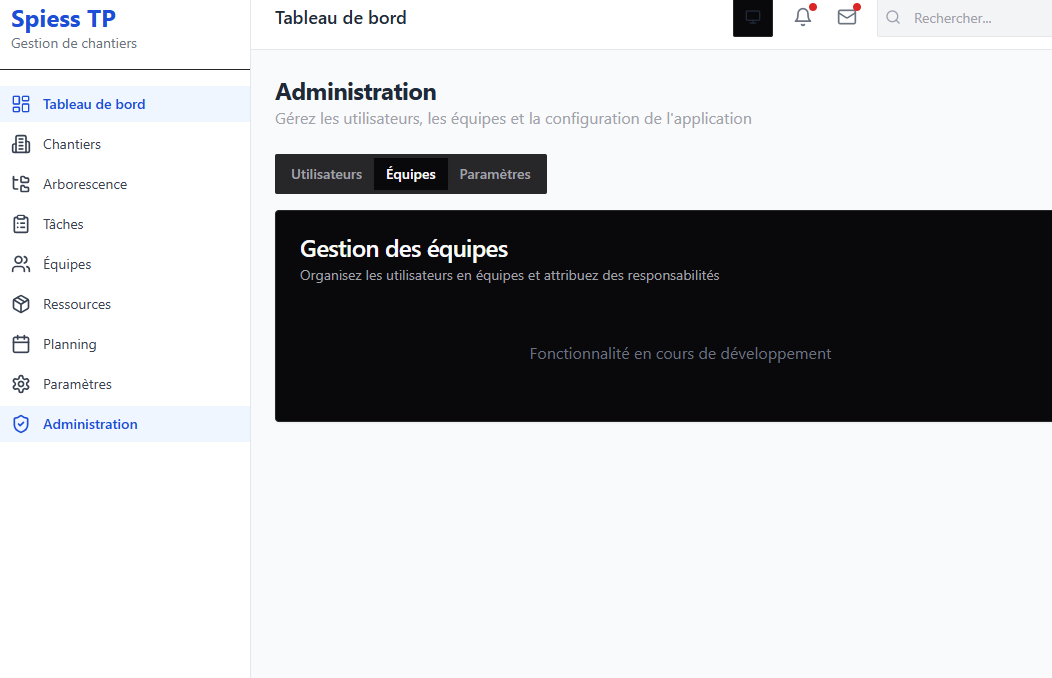 Spiess TP
Gestion de chantiers
Tableau de bord
Rechercher...
Tableau de bord
Chantiers
Arborescence
Tâches
Équipes
Ressources
Planning
Paramètres
Administration
Administration
Gérez les utilisateurs, les équipes et la configuration de l'application
Utilisateurs Équipes Paramètres
Gestion des équipes
Organisez les utilisateurs en équipes et attribuez des responsabilités
Fonctionnalité en cours de développement